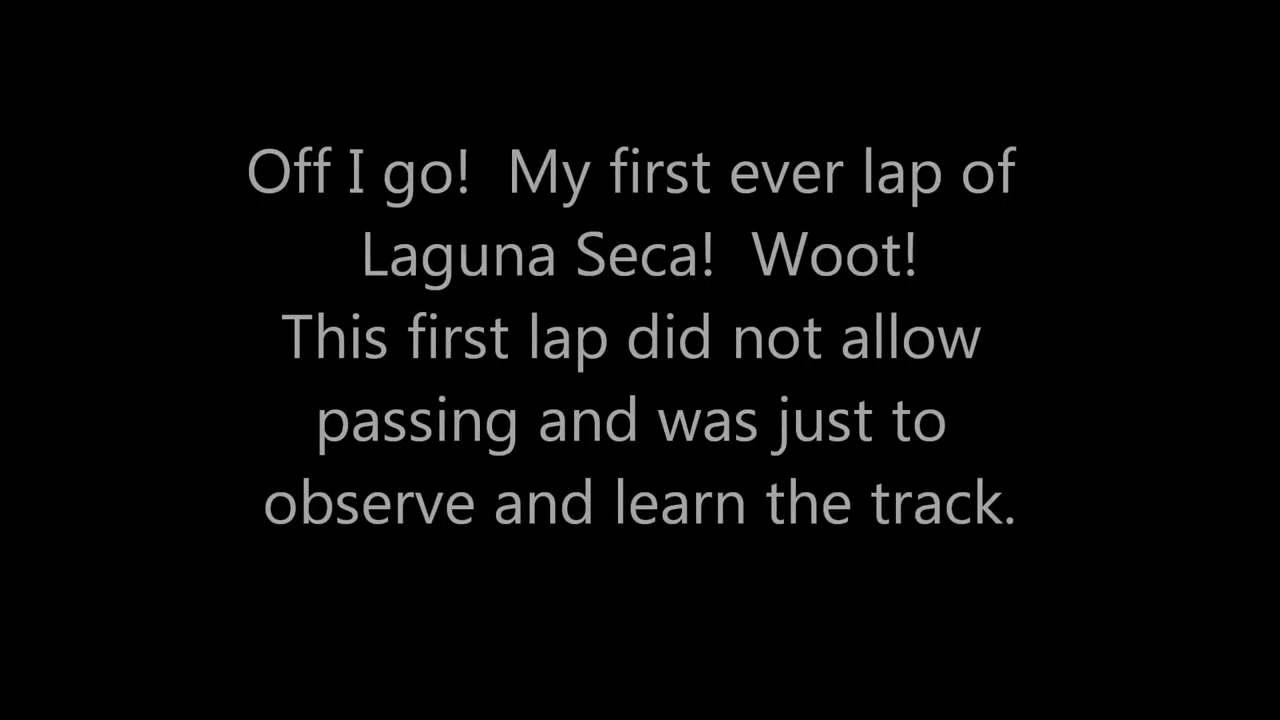 Off I go!  My first ever lap of
Laguna Seca!  Woot!
This first lap did not allow
passing and was just to
observe and learn the track.